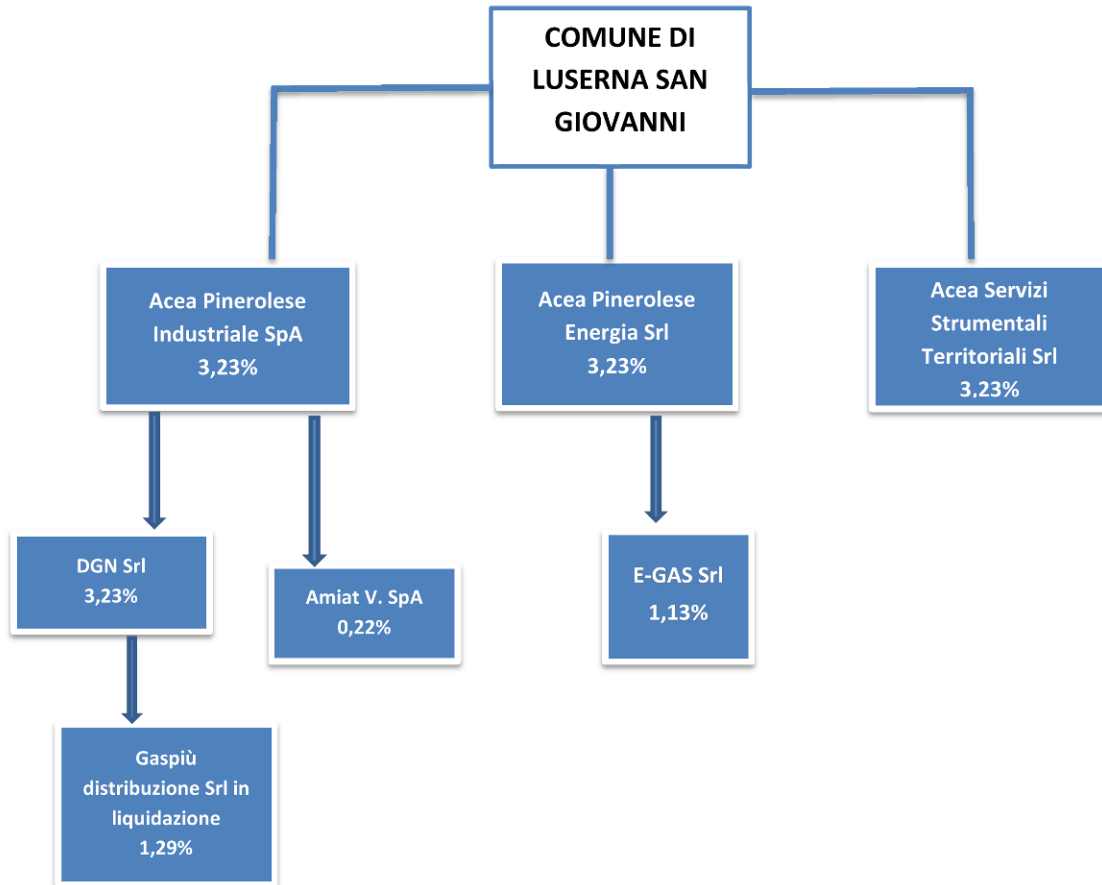 COMUNE DI
LUSERNA SAN
GIOVANNI
Acea Pinerolese
Industriale SpA
3,23%
Acea Pinerolese
Energia Srl
3,23%
Acea Servizi
Strumentali
Territoriali Srl
3,23%
DGN Srl
3,23%
Amiat V. SpA
0,22%
E-GAS Srl
1,13%
Gaspiù
distribuzione Srl in
liquidazione
1,29%